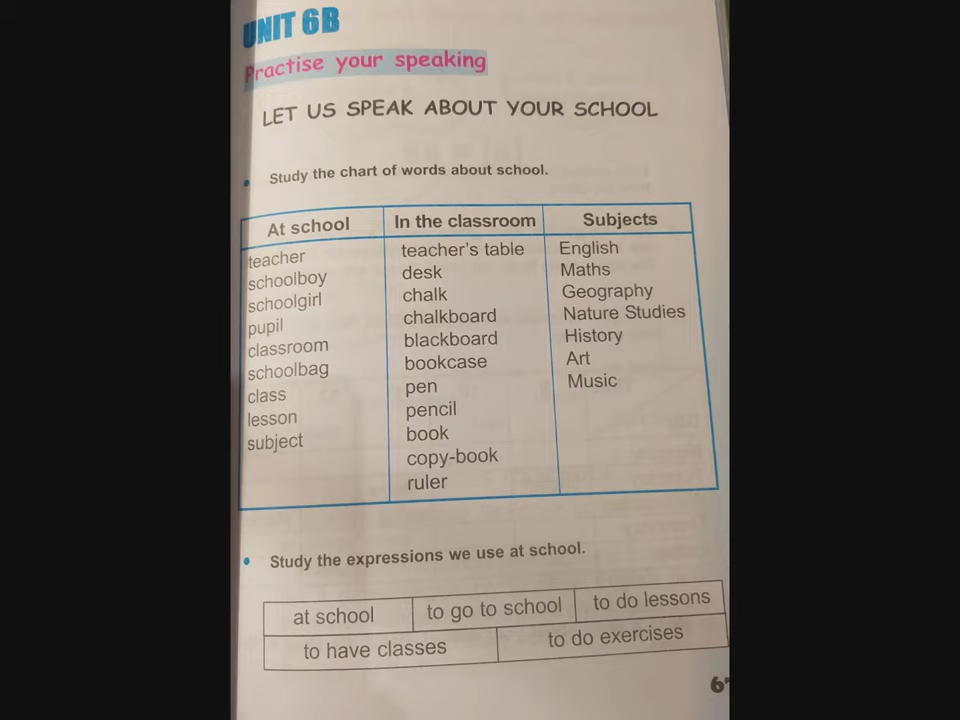 UNIT 6B
Practise your speaking
LET US SPEAK ABOUT YOUR SCHOOL
• Study the chart of words about school.
At school
teacher
schoolboy
schoolgirl
pupil
classroom
schoolbag
class
lesson
subject
In the classroom
teacher's table
desk
chalk
chalkboard
blackboard
bookcase
pen
pencil
book
copy-book
ruler
Subjects
English
Maths
Geography
Nature Studies
History
Art
Music
• Study the expressions we use at school.
at school to go to school to do lessons
to have classes to do exercises